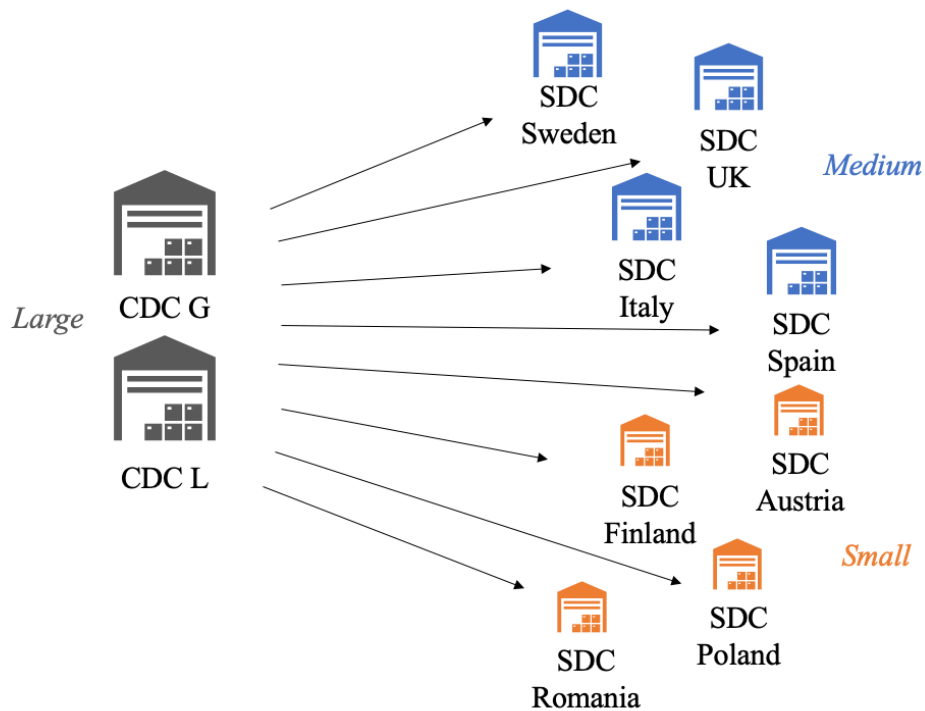 SDC
Sweden
SDC
UK
Medium
CDC G
SDC
Italy
Large
SDC
Spain
CDC L
SDC
Austria
SDC
Finland
Small
SDC
Poland
SDC
Romania